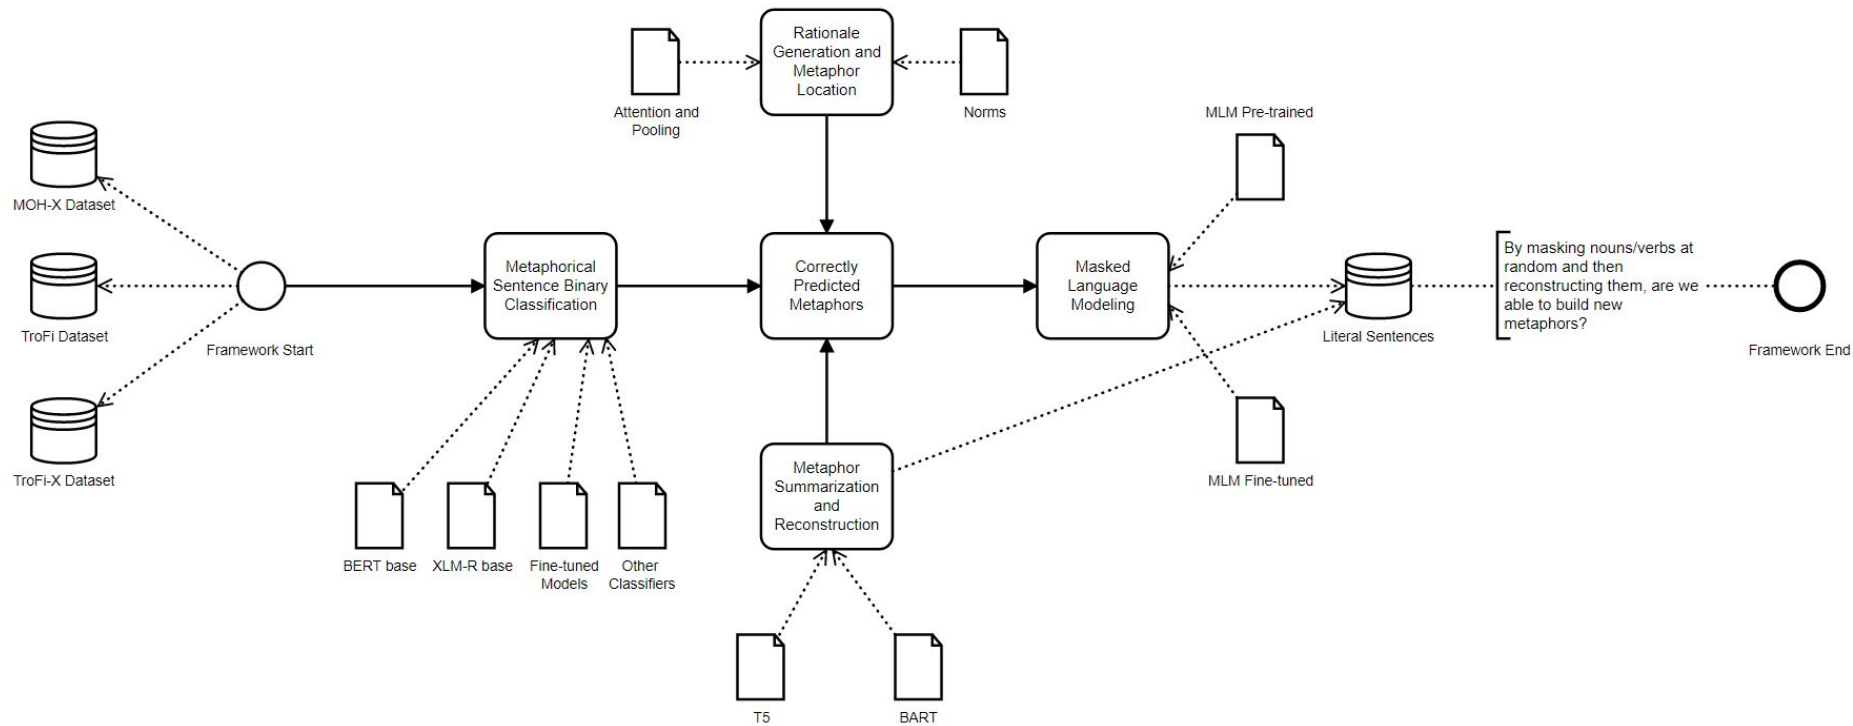 Rationale
Generation and
Metaphor
Location
Attention and
Pooling
Norms
MLM Pre-trained
MOH-X Dataset
TroFi Dataset
TroFi-X Dataset
Framework Start
Metaphorical
Sentence Binary
Classification
Correctly
Predicted
Metaphors
Masked
Language
Modeling
Literal Sentences
By masking nouns/verbs at
random and then
reconstructing them, are we
able to build new
metaphors?
Framework End
BERT base
XLM-R base
Fine-tuned
Models
Other
Classifiers
Metaphor
Summarization
and
Reconstruction
MLM Fine-tuned
T5
BART